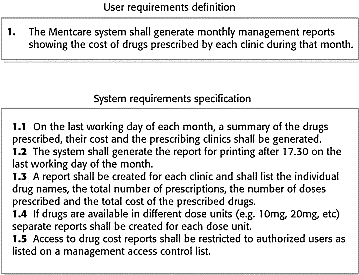 User requirements definition
1. The Mentcare system shall generate monthly management reports
showing the cost of drugs prescribed by each clinic during that month.
System requirements specification
1.1 On the last working day of each month, a summary of the drugs
prescribed, their cost and the prescribing clinics shall be generated.
1.2 The system shall generate the report for printing after 17.30 on the
last working day of the month.
1.3 A report shall be created for each clinic and shall list the individual
drug names, the total number of prescriptions, the number of doses
prescribed and the total cost of the prescribed drugs.
1.4 If drugs are available in different dose units (e.g. 10mg, 20mg, etc)
separate reports shall be created for each dose unit.
1.5 Access to drug cost reports shall be restricted to authorized users as
listed on a management access control list.